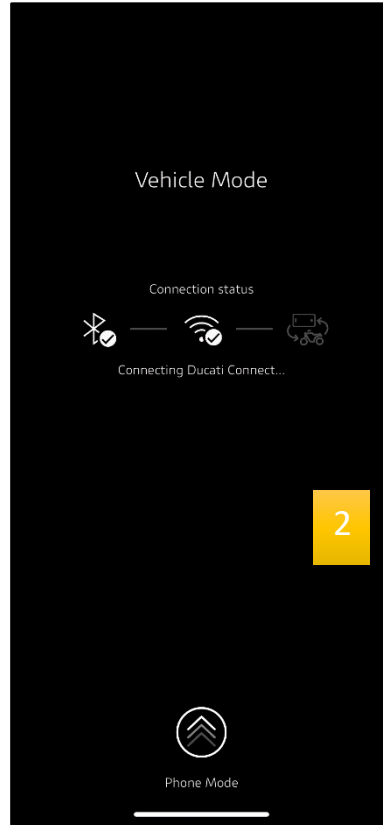 Vehicle Mode
Connection status
Connecting Ducati Connect...
2
Phone Mode